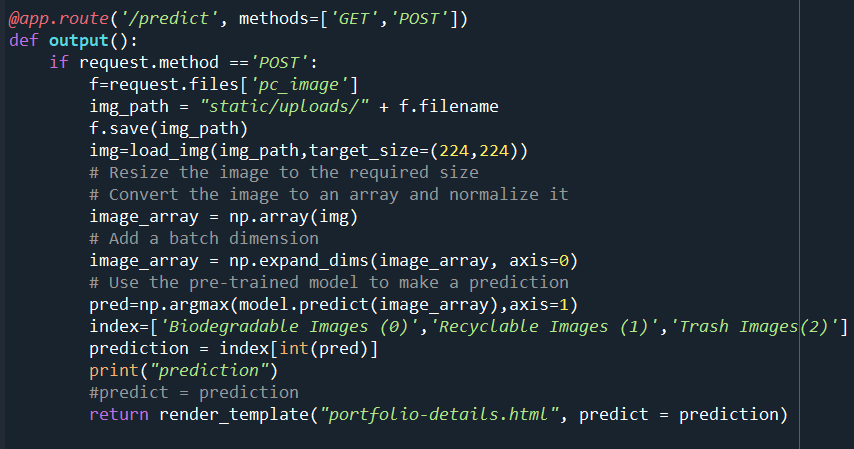 @app.route('/predict', methods=['GET','POST'])
def output():
    if request.method =='POST':
        f=request.files['pc_image']
        img_path = "static/uploads/" + f.filename
        f.save(img_path)
        img=load_img(img_path,target_size=(224,224))
        # Resize the image to the required size
        # Convert the image to an array and normalize it
        image_array = np.array(img)
        # Add a batch dimension
        image_array = np.expand_dims(image_array, axis=0)
        # Use the pre-trained model to make a prediction
        pred=np.argmax(model.predict(image_array),axis=1)
        index=['Biodegradable Images (0)','Recyclable Images (1)','Trash Images(2)']
        prediction = index[int(pred)]
        print("prediction")
        #predict = prediction
        return render_template("portfolio-details.html", predict = prediction)